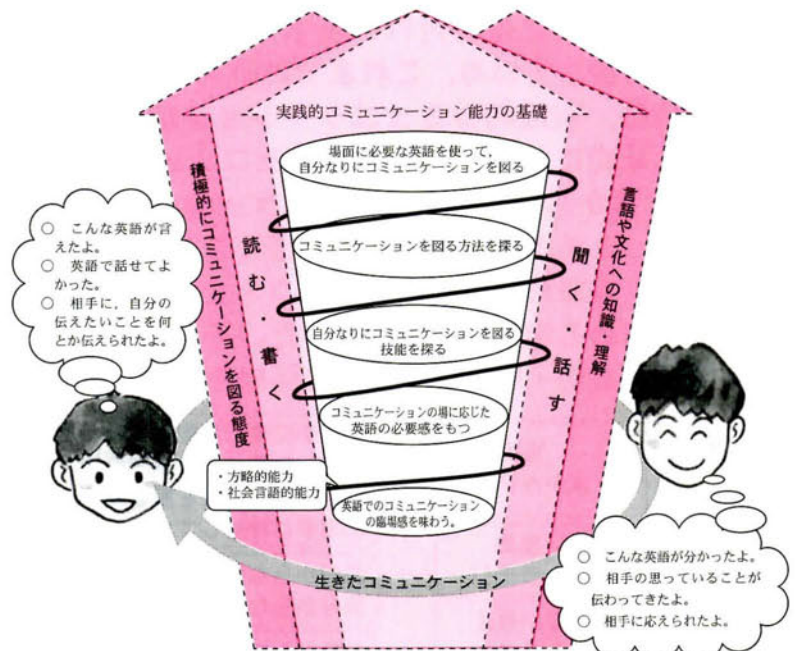 実践的コミュニケーション能力の基礎
場面に必要な英語を使って，
自分なりにコミュニケーションを図る
コミュニケーションを図る方法を探る
自分なりにコミュニケーションを図る
技能を探る
コミュニケーションの場に応じた
英語の必要感をもつ
英語でのコミュニケーション
の臨場感を味わう。
積極的にコミュニケーションを図る態度
読む・書く
聞く・話す
言語や文化への知識・理解
○　こんな英語が言
えたよ。
○　英語で話せてよ
かった。
○　相手に，自分の
伝えたいことを何
とか伝えられたよ。
・方略的能力
・社会言語的能力
生きたコミュニケーション
○　こんな英語が分かったよ。
○　相手の思っていることが
伝わってきたよ。
○　相手に応えられたよ。